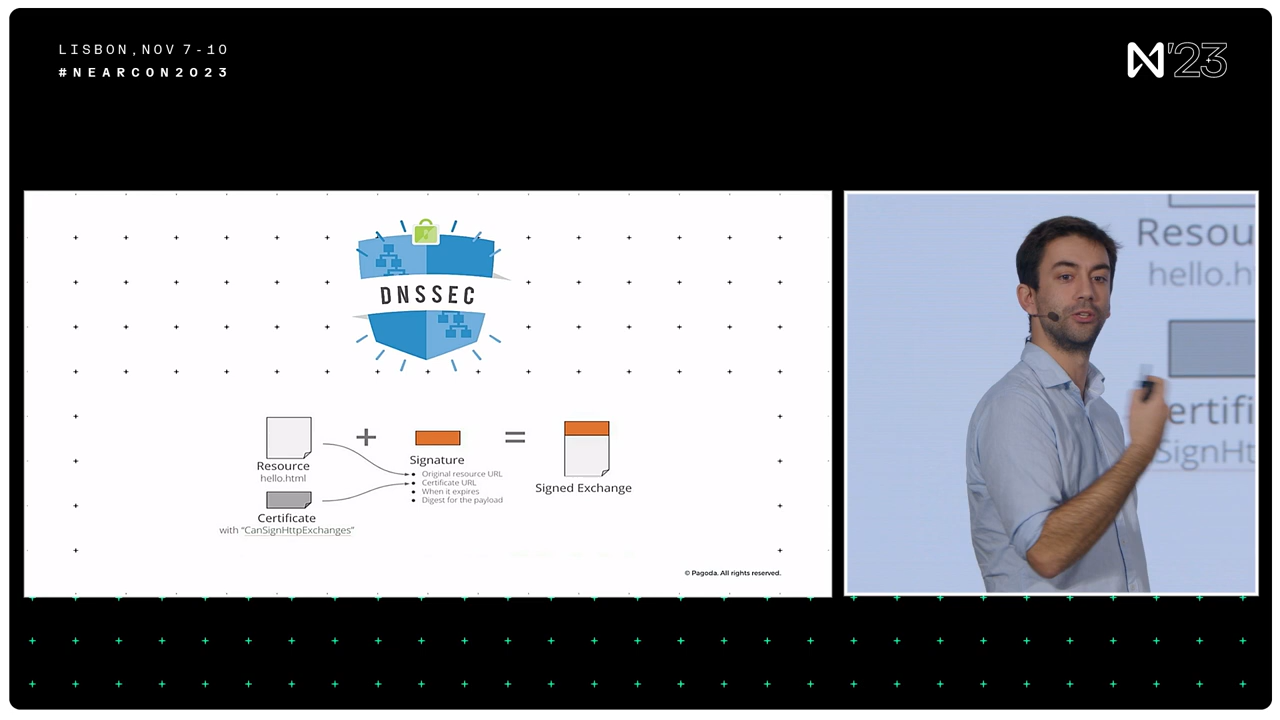 LISBON, NOV 7-10
#NEARCON2023
N'23
DNSSEC
Resource
hello.html
+
Signature
=
Original resource URL
Certificate URL
When it expires
Digest for the payload
Signed Exchange
Certificate
with “CanSignHttpExchanges”
© Pagoda. All rights reserved.
Resou
hello.h
ertifi
SignHt